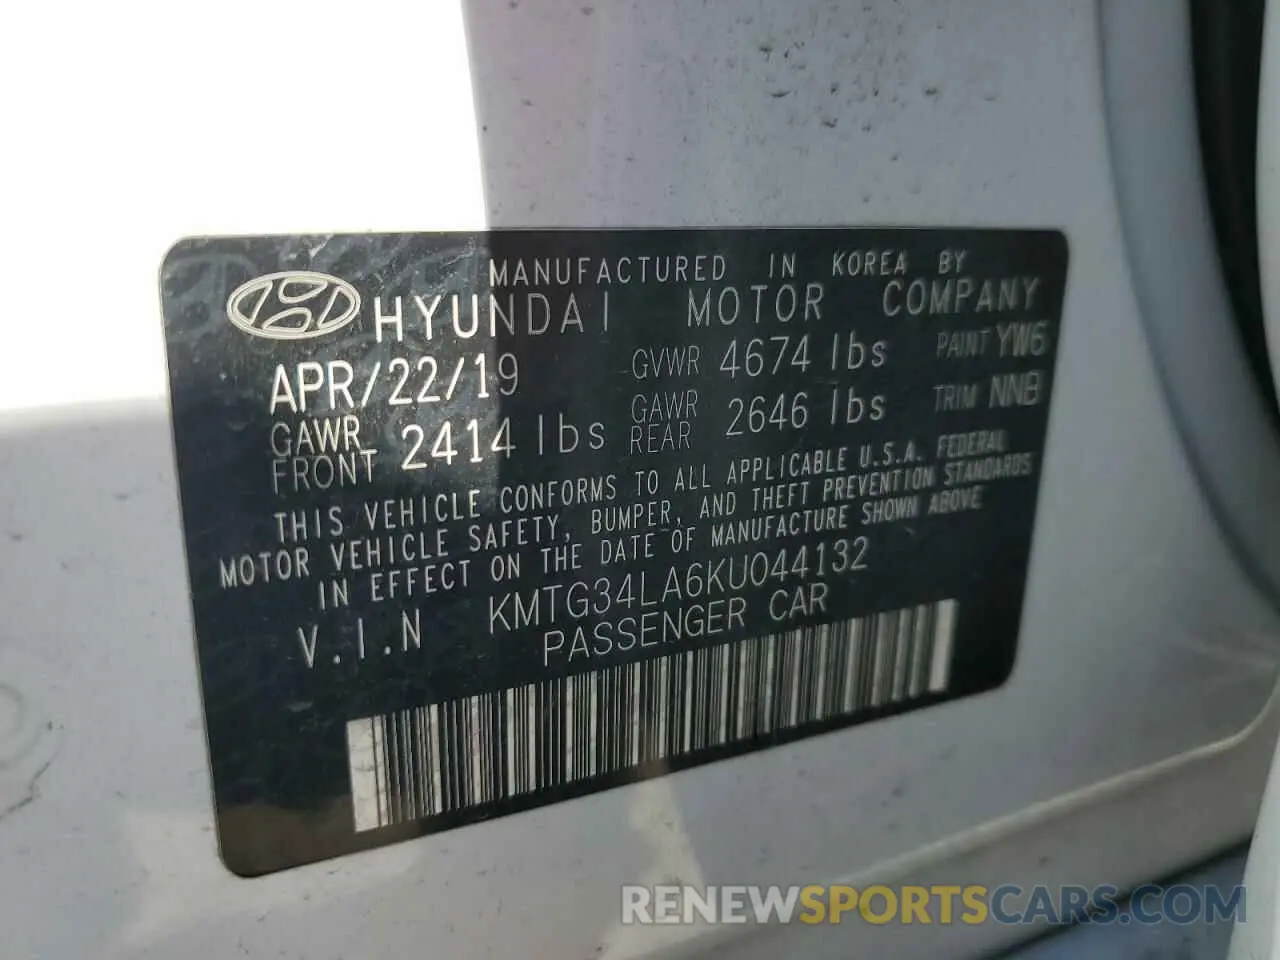 MANUFACTURED IN KOREA BY
HYUNDAI MOTOR COMPANY
APR/22/19 GVWR 4674 lbs PAINT YW6
GAWR FRONT 2414 lbs GAWR REAR 2646 lbs TRIM NNB
THIS VEHICLE CONFORMS TO ALL APPLICABLE U.S.A. FEDERAL
MOTOR VEHICLE SAFETY, BUMPER, AND THEFT PREVENTION STANDARDS
IN EFFECT ON THE DATE OF MANUFACTURE SHOWN ABOVE
V.I.N KMTG34LA6KU044132
PASSENGER CAR
RENEWSPORTSCARS.COM